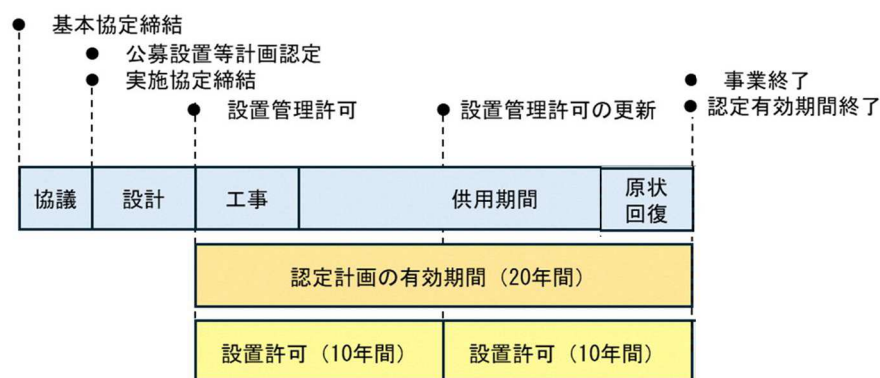 基本協定締結
公募設置等計画認定
実施協定締結
事業終了
設置管理許可
設置管理許可の更新
認定有効期間終了
協議
設計
工事
供用期間
原状
回復
認定計画の有効期間（20年間）
設置許可（10年間）
設置許可（10年間）